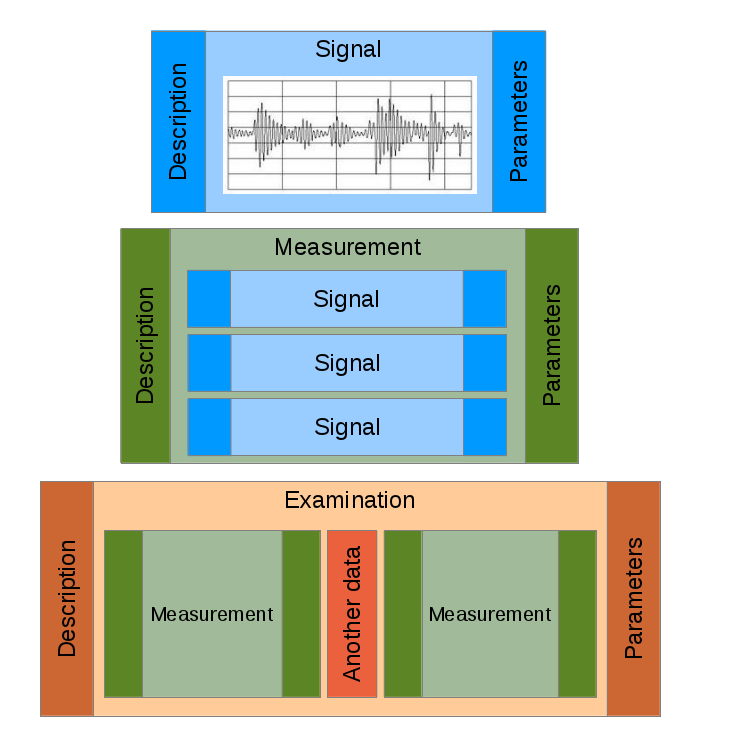 Signal
Description
Parameters
Measurement
Description
Signal
Signal
Signal
Parameters
Examination
Description
Measurement
Another data
Measurement
Parameters